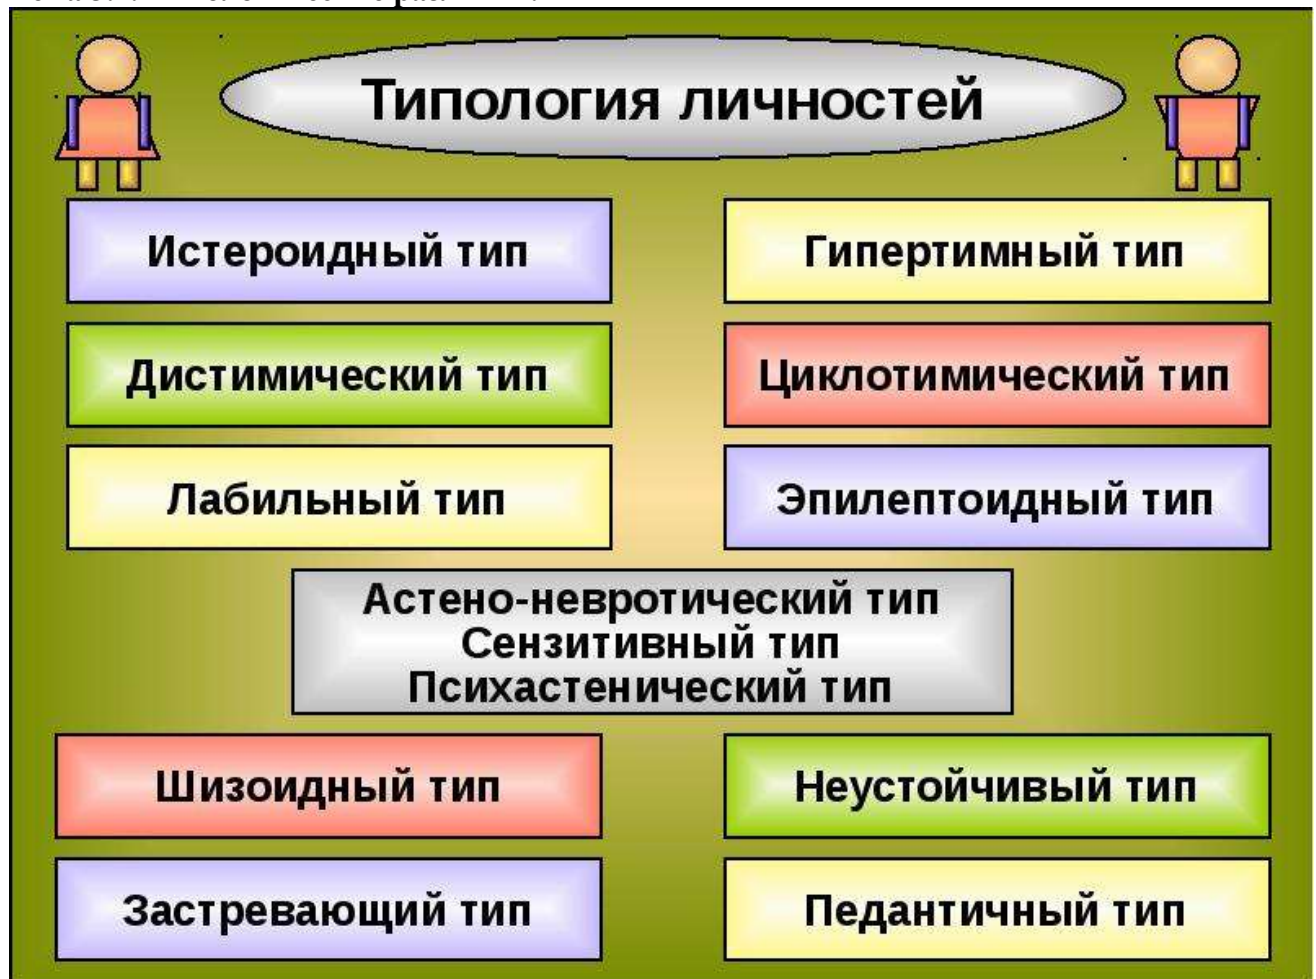 Типология личностей
Истероидный тип
Гипертимный тип
Дистимический тип
Циклотимический тип
Лабильный тип
Эпилептоидный тип
Астено-невротический тип
Сензитивный тип
Психастенический тип
Шизоидный тип
Неустойчивый тип
Застревающий тип
Педантичный тип